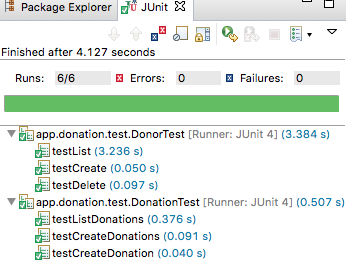 Package Explorer JUnit
Finished after 4.127 seconds
Runs: 6/6 Errors: 0 Failures: 0
app.donation.test.DonorTest [Runner: JUnit 4] (3.384 s)
testList (3.236 s)
testCreate (0.050 s)
testDelete (0.097 s)
app.donation.test.DonationTest [Runner: JUnit 4] (0.507 s)
testListDonations (0.376 s)
testCreateDonations (0.091 s)
testCreateDonation (0.040 s)